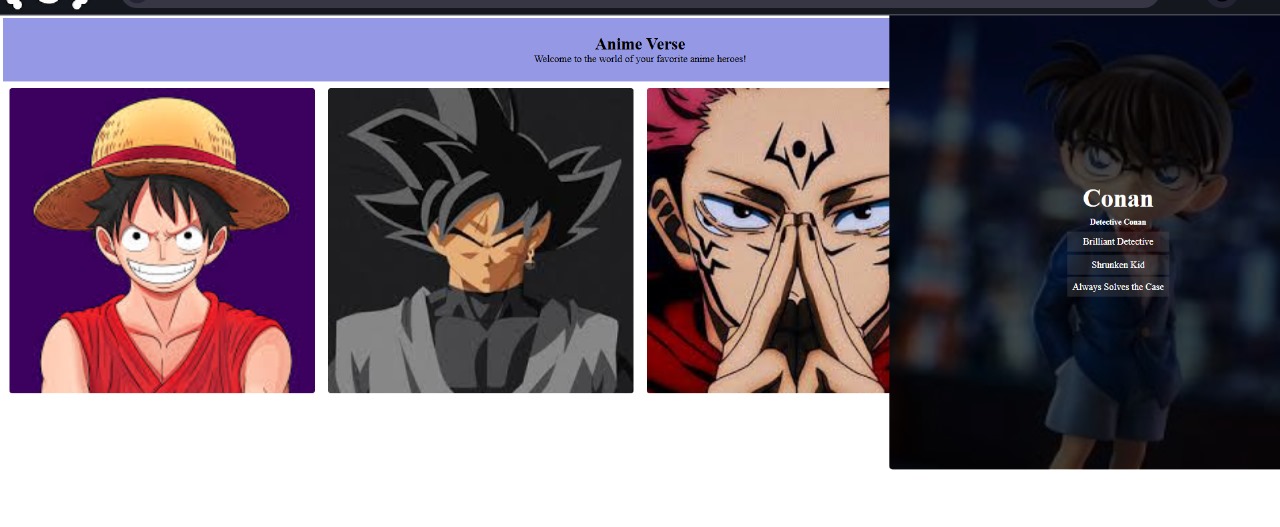 Anime Verse
Welcome to the world of your favorite anime heroes!
Conan
Detective Conan
Brilliant Detective
Shrunken Kid
Always Solves the Case